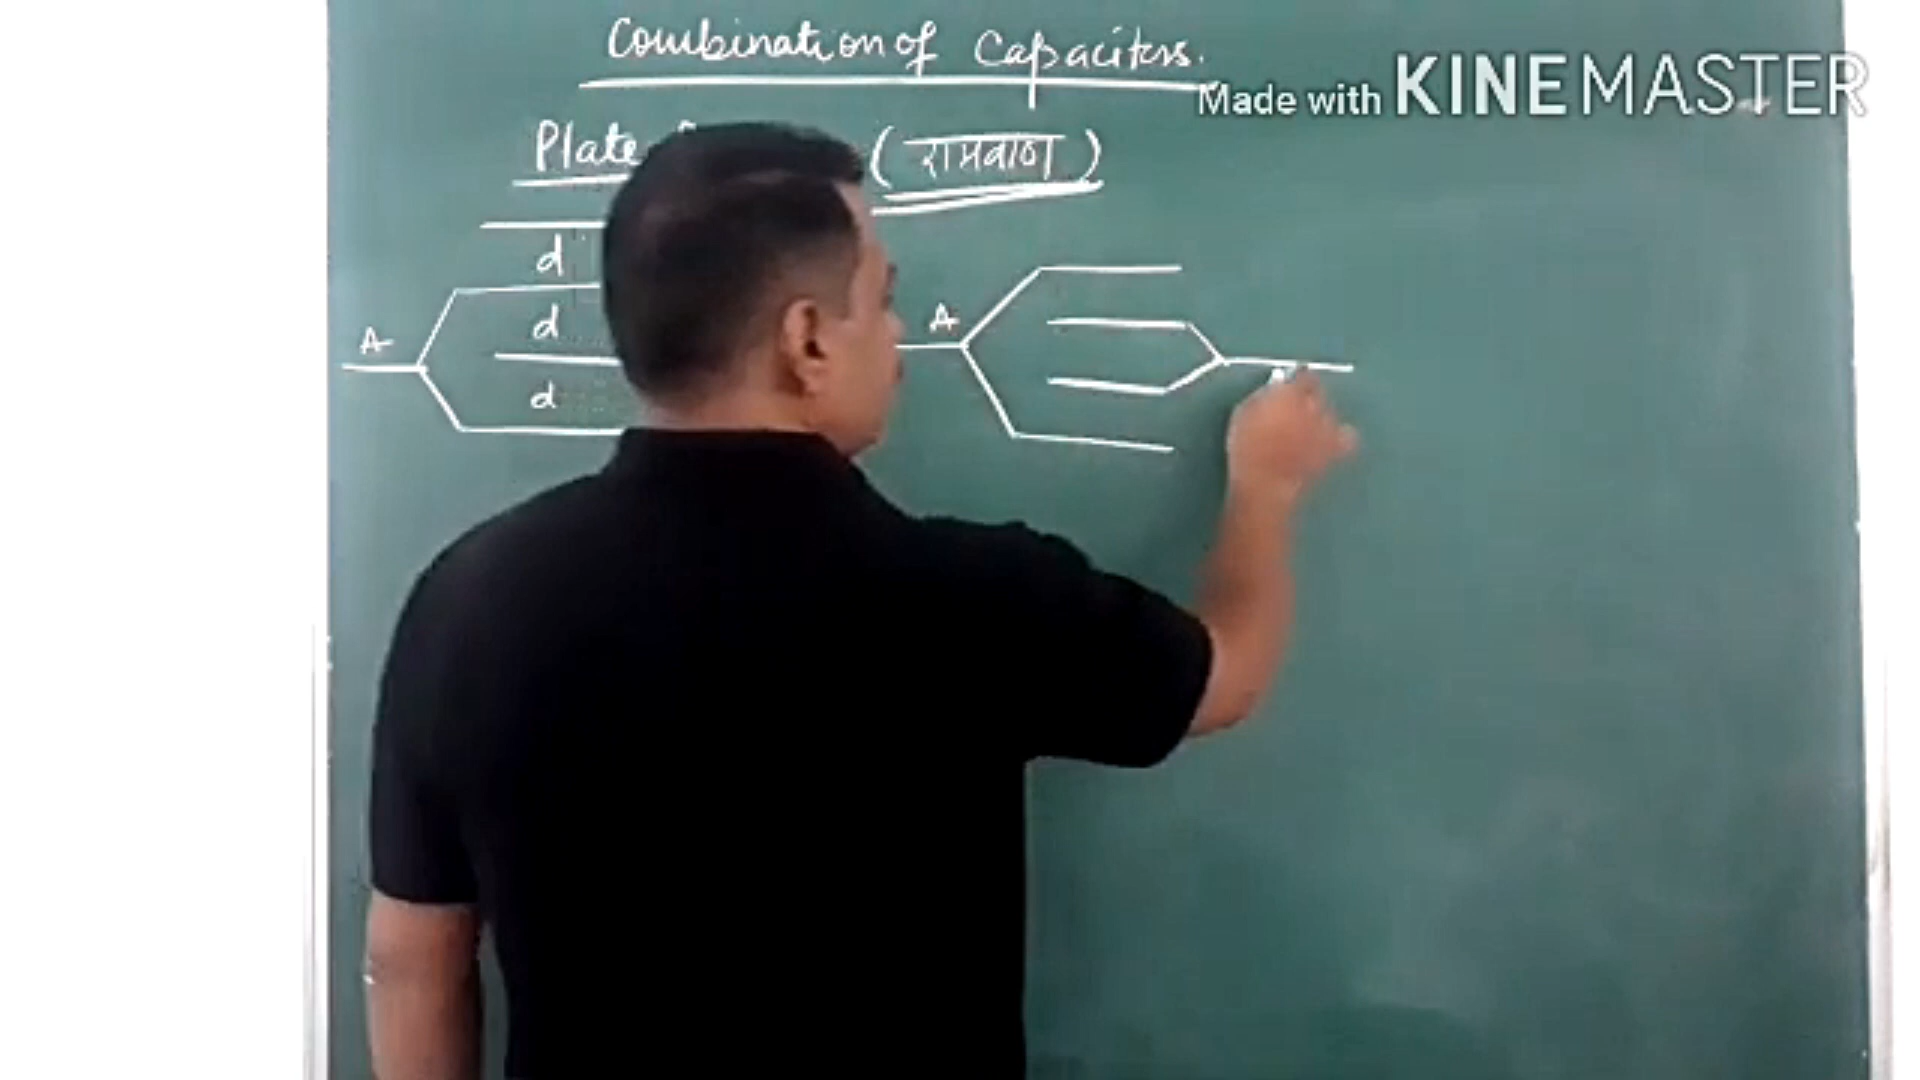 Combination of Capacitors.
Made with KINEMASTER
Plate (रामबाण)
d
A d A
d